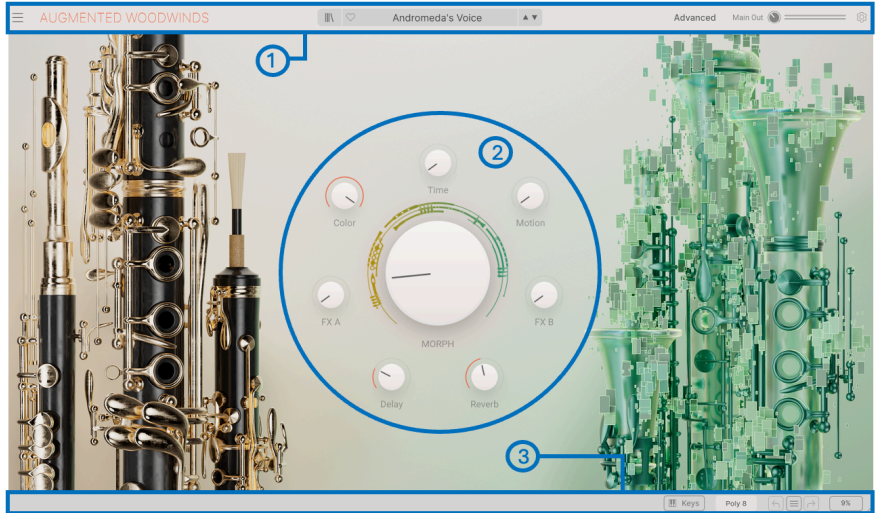 AUGMENTED WOODWINDS
Andromeda's Voice
Advanced
Main Out
1
2
Time
Color
Motion
FX A
FX B
MORPH
Delay
Reverb
3
Keys
Poly 8
9%